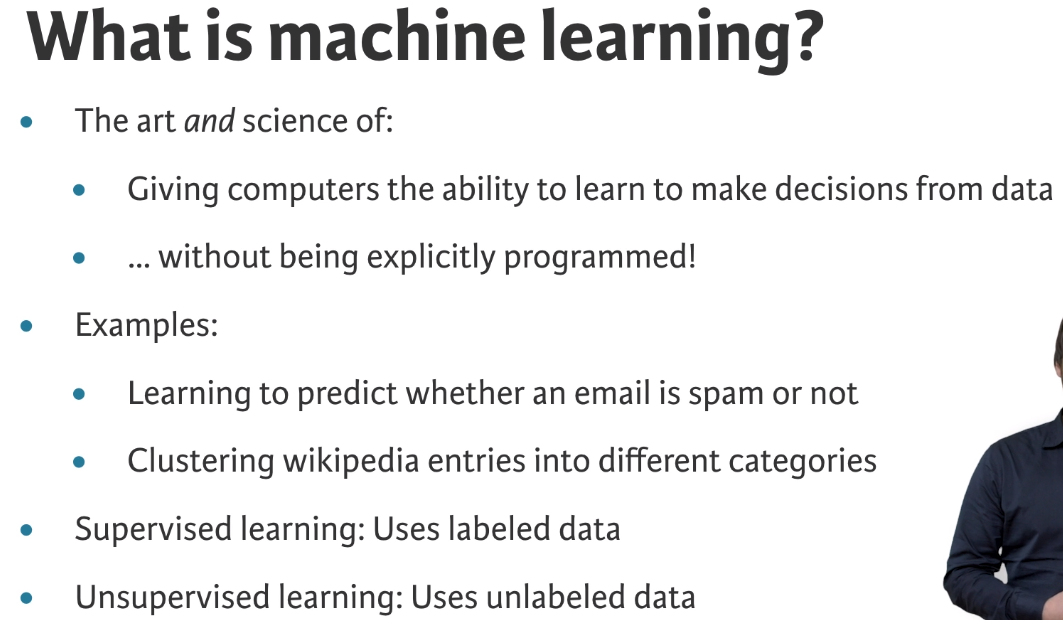 What is machine learning?
• The art and science of:
• Giving computers the ability to learn to make decisions from data
• ... without being explicitly programmed!
• Examples:
• Learning to predict whether an email is spam or not
• Clustering wikipedia entries into different categories
• Supervised learning: Uses labeled data
• Unsupervised learning: Uses unlabeled data